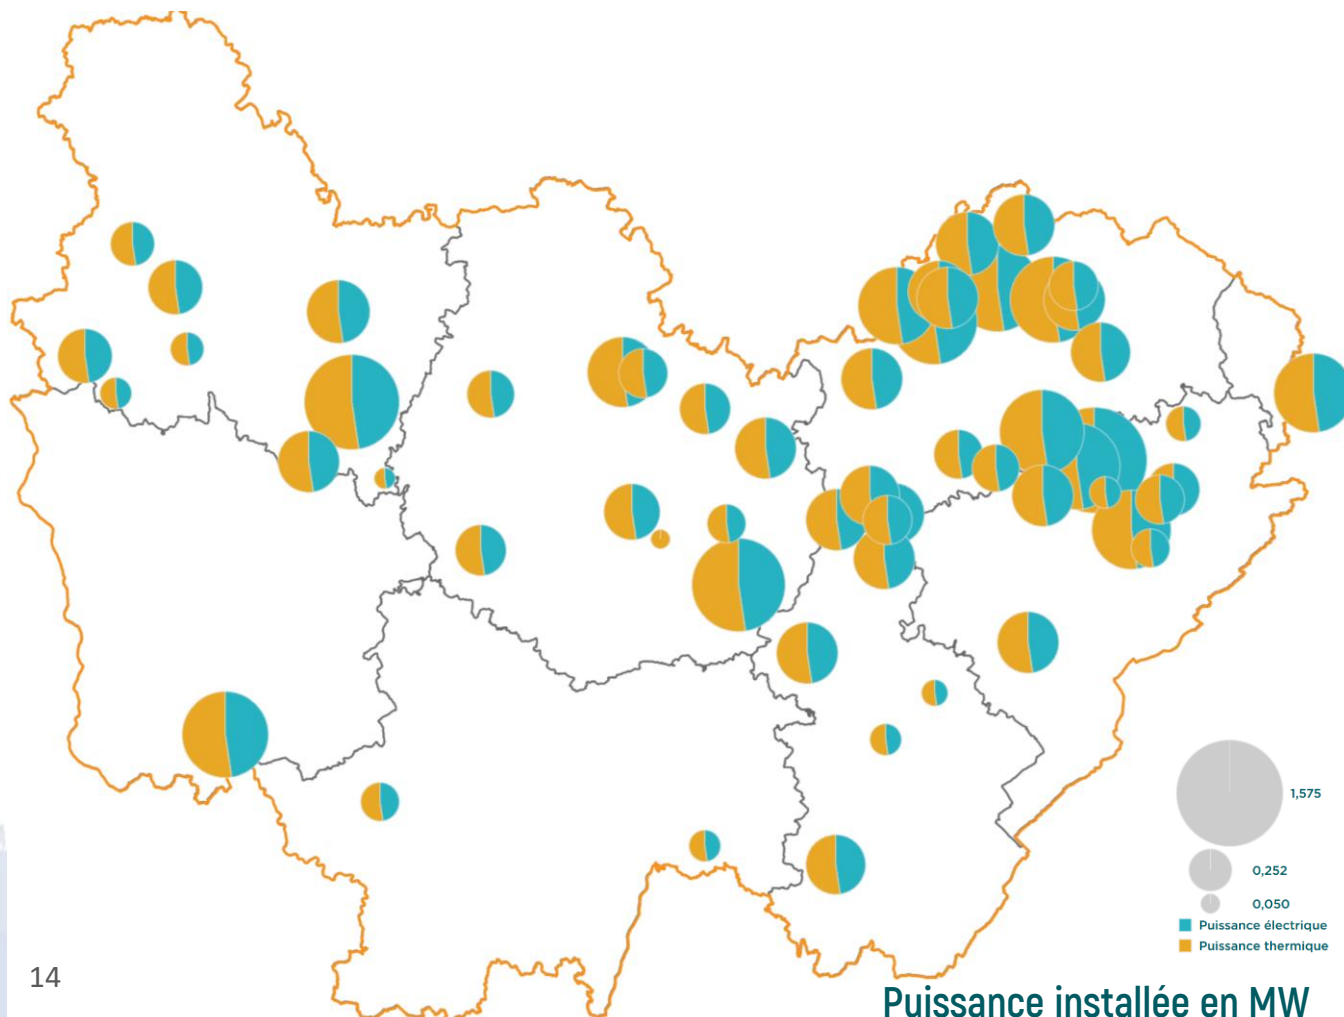 1,575
0,252
0,050
Puissance électrique
Puissance thermique
14
Puissance installée en MW